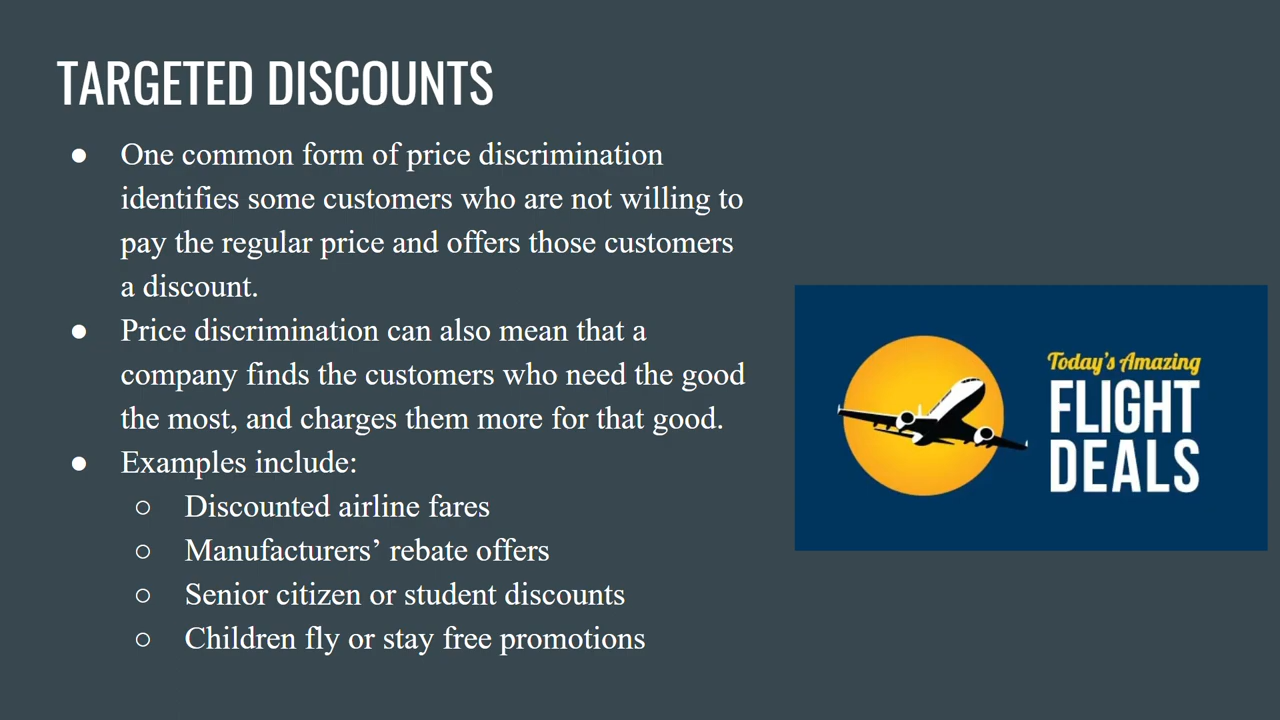 TARGETED DISCOUNTS
● One common form of price discrimination
identifies some customers who are not willing to
pay the regular price and offers those customers
a discount.
● Price discrimination can also mean that a
company finds the customers who need the good
the most, and charges them more for that good.
● Examples include:
○ Discounted airline fares
○ Manufacturers’ rebate offers
○ Senior citizen or student discounts
○ Children fly or stay free promotions
Today's Amazing
FLIGHT
DEALS